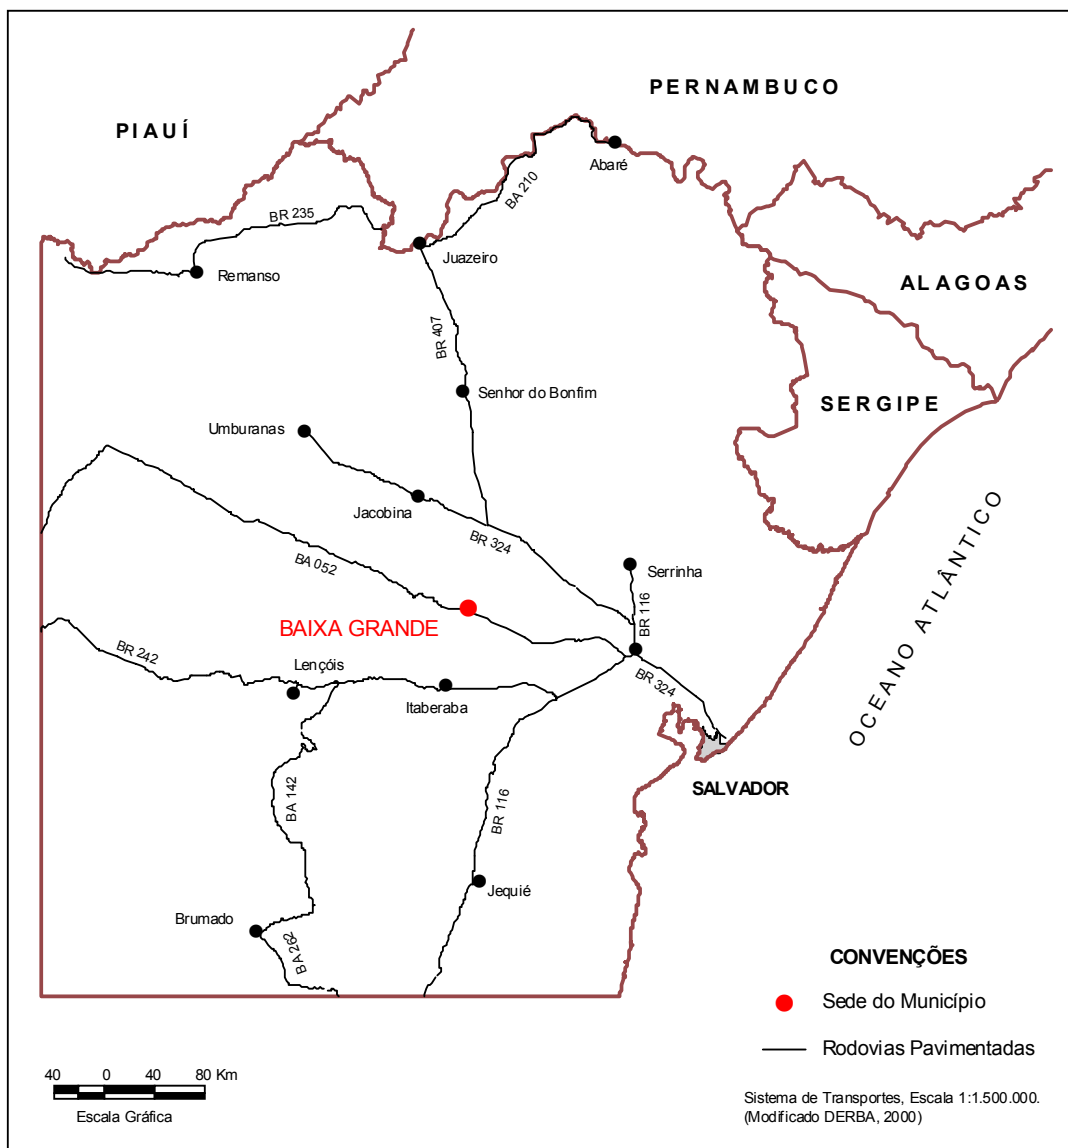 PERNAMBUCO
PIAUÍ
Abaré
BA 210
BR 235
Juazeiro
Remanso
ALAGOAS
BR 407
Senhor do Bonfim
SERGIPE
Umburanas
Jacobina
BR 324
OCEANO ATLÂNTICO
BA 052
Serrinha
BR 116
BAIXA GRANDE
BR 242
Lençóis
BR 324
Itaberaba
SALVADOR
BA 142
BR 116
Jequié
Brumado
BA 262
CONVENÇÕES
Sede do Município
Rodovias Pavimentadas
40 0 40 80 Km
Escala Gráfica
Sistema de Transportes, Escala 1:1.500.000.
(Modificado DERBA, 2000)